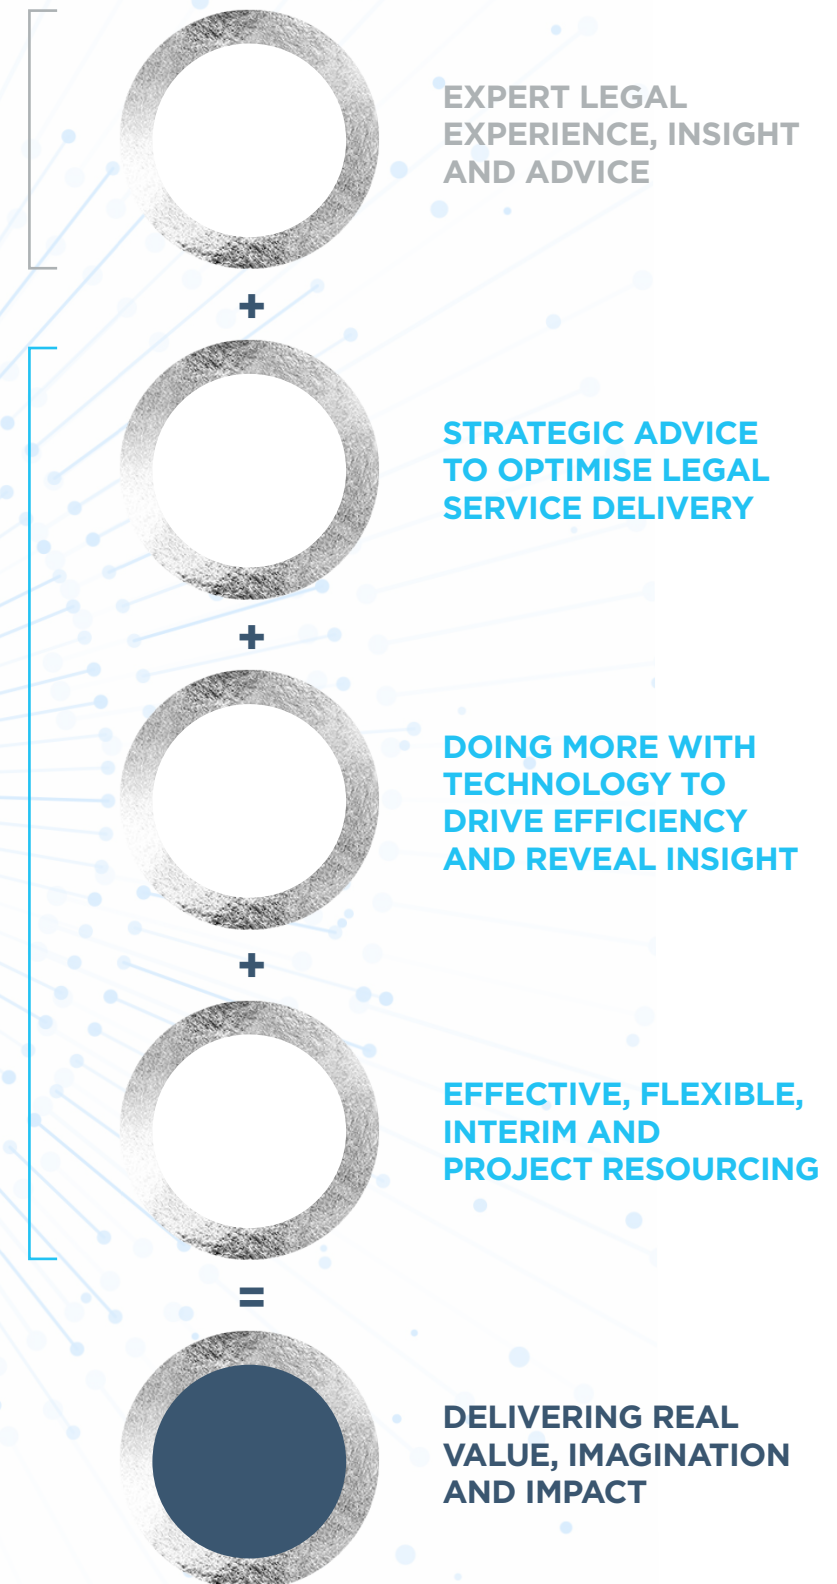 EXPERT LEGAL
EXPERIENCE, INSIGHT
AND ADVICE
+
STRATEGIC ADVICE
TO OPTIMISE LEGAL
SERVICE DELIVERY
+
DOING MORE WITH
TECHNOLOGY TO
DRIVE EFFICIENCY
AND REVEAL INSIGHT
+
EFFECTIVE, FLEXIBLE,
INTERIM AND
PROJECT RESOURCING
=
DELIVERING REAL
VALUE, IMAGINATION
AND IMPACT